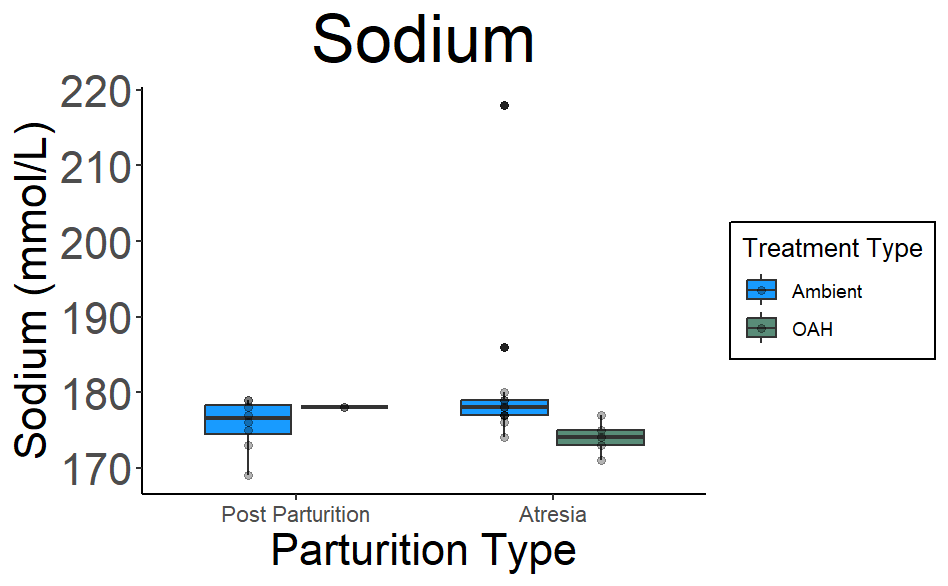 Sodium
220
210
200
190
180
170
Sodium (mmol/L)
Post Parturition
Atresia
Parturition Type
Treatment Type
Ambient
OAH